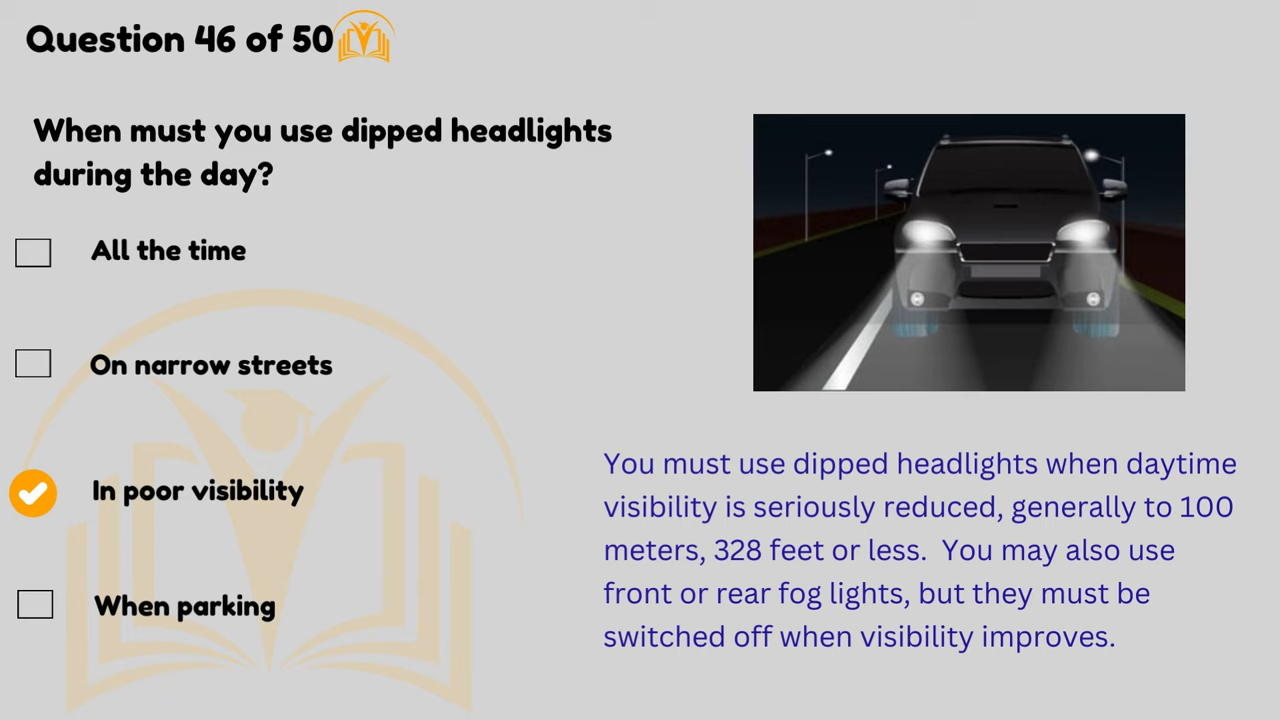 Question 46 of 50
When must you use dipped headlights
during the day?
All the time
On narrow streets
In poor visibility
When parking
You must use dipped headlights when daytime
visibility is seriously reduced, generally to 100
meters, 328 feet or less.  You may also use
front or rear fog lights, but they must be
switched off when visibility improves.